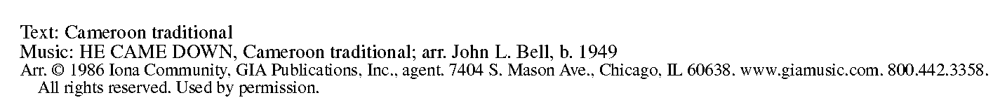 Text: Cameroon traditional
Music: HE CAME DOWN, Cameroon traditional; arr. John L. Bell, b. 1949
Arr. © 1986 Iona Community, GIA Publications, Inc., agent. 7404 S. Mason Ave., Chicago, IL 60638. www.giamusic.com. 800.442.3358.
All rights reserved. Used by permission.